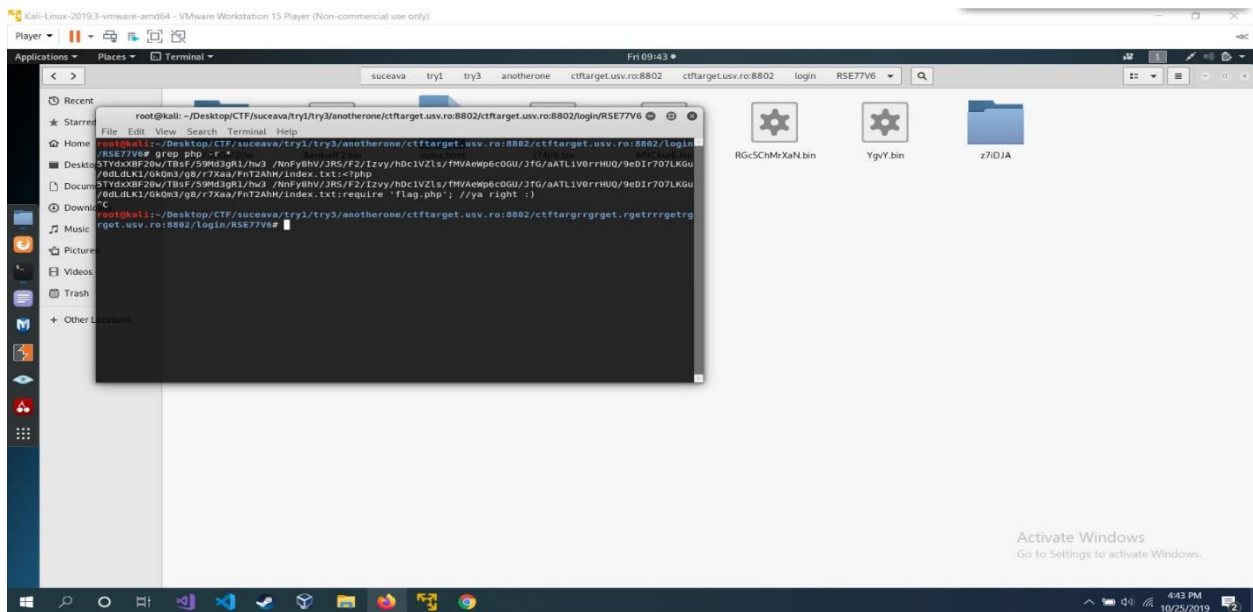 Kali-Linux-2019.3-vmware-amd64 - VMware Workstation 15 Player (Non-commercial use only)
Player
Applications Places Terminal Fri 09:43 1
suceava try1 try3 anotherone ctftarget.usv.ro:8802 ctftarget.usv.ro:8802 login RSE77V6
Recent
Starred
Home
Desktop
Docum
Downlo
Music
Pictures
Videos
Trash
+ Other Locations
root@kali: ~/Desktop/CTF/suceava/try1/try3/anotherone/ctftarget.usv.ro:8802/ctftarget.usv.ro:8802/login/RSE77V6
File Edit View Search Terminal Help
root@kali:~/Desktop/CTF/suceava/try1/try3/anotherone/ctftarget.usv.ro:8802/ctftarget.usv.ro:8802/login
/RSE77V6# grep php -r *
5TYdxXBF20w/TBsF/59Md3gR1/hw3 /NnFy8hV/JRS/F2/Izvy/hDc1VZls/fMVAeWp6cOGU/JfG/aATLiV0rrHUQ/9eDIr7O7LKGu
/0dLdLK1/GkQm3/g8/r7Xaa/FnT2AhH/index.txt:<?php
5TYdxXBF20w/TBsF/59Md3gR1/hw3 /NnFy8hV/JRS/F2/Izvy/hDc1VZls/fMVAeWp6cOGU/JfG/aATLiV0rrHUQ/9eDIr7O7LKGu
/0dLdLK1/GkQm3/g8/r7Xaa/FnT2AhH/index.txt:require 'flag.php'; //ya right :)
^C
root@kali:~/Desktop/CTF/suceava/try1/try3/anotherone/ctftarget.usv.ro:8802/ctftargrrgrget.rgetrrrgetrg
rget.usv.ro:8802/login/RSE77V6#
RGc5ChMrXaN.bin
YgvY.bin
z7iDJA
Activate Windows
Go to Settings to activate Windows.
4:43 PM
10/25/2019
2